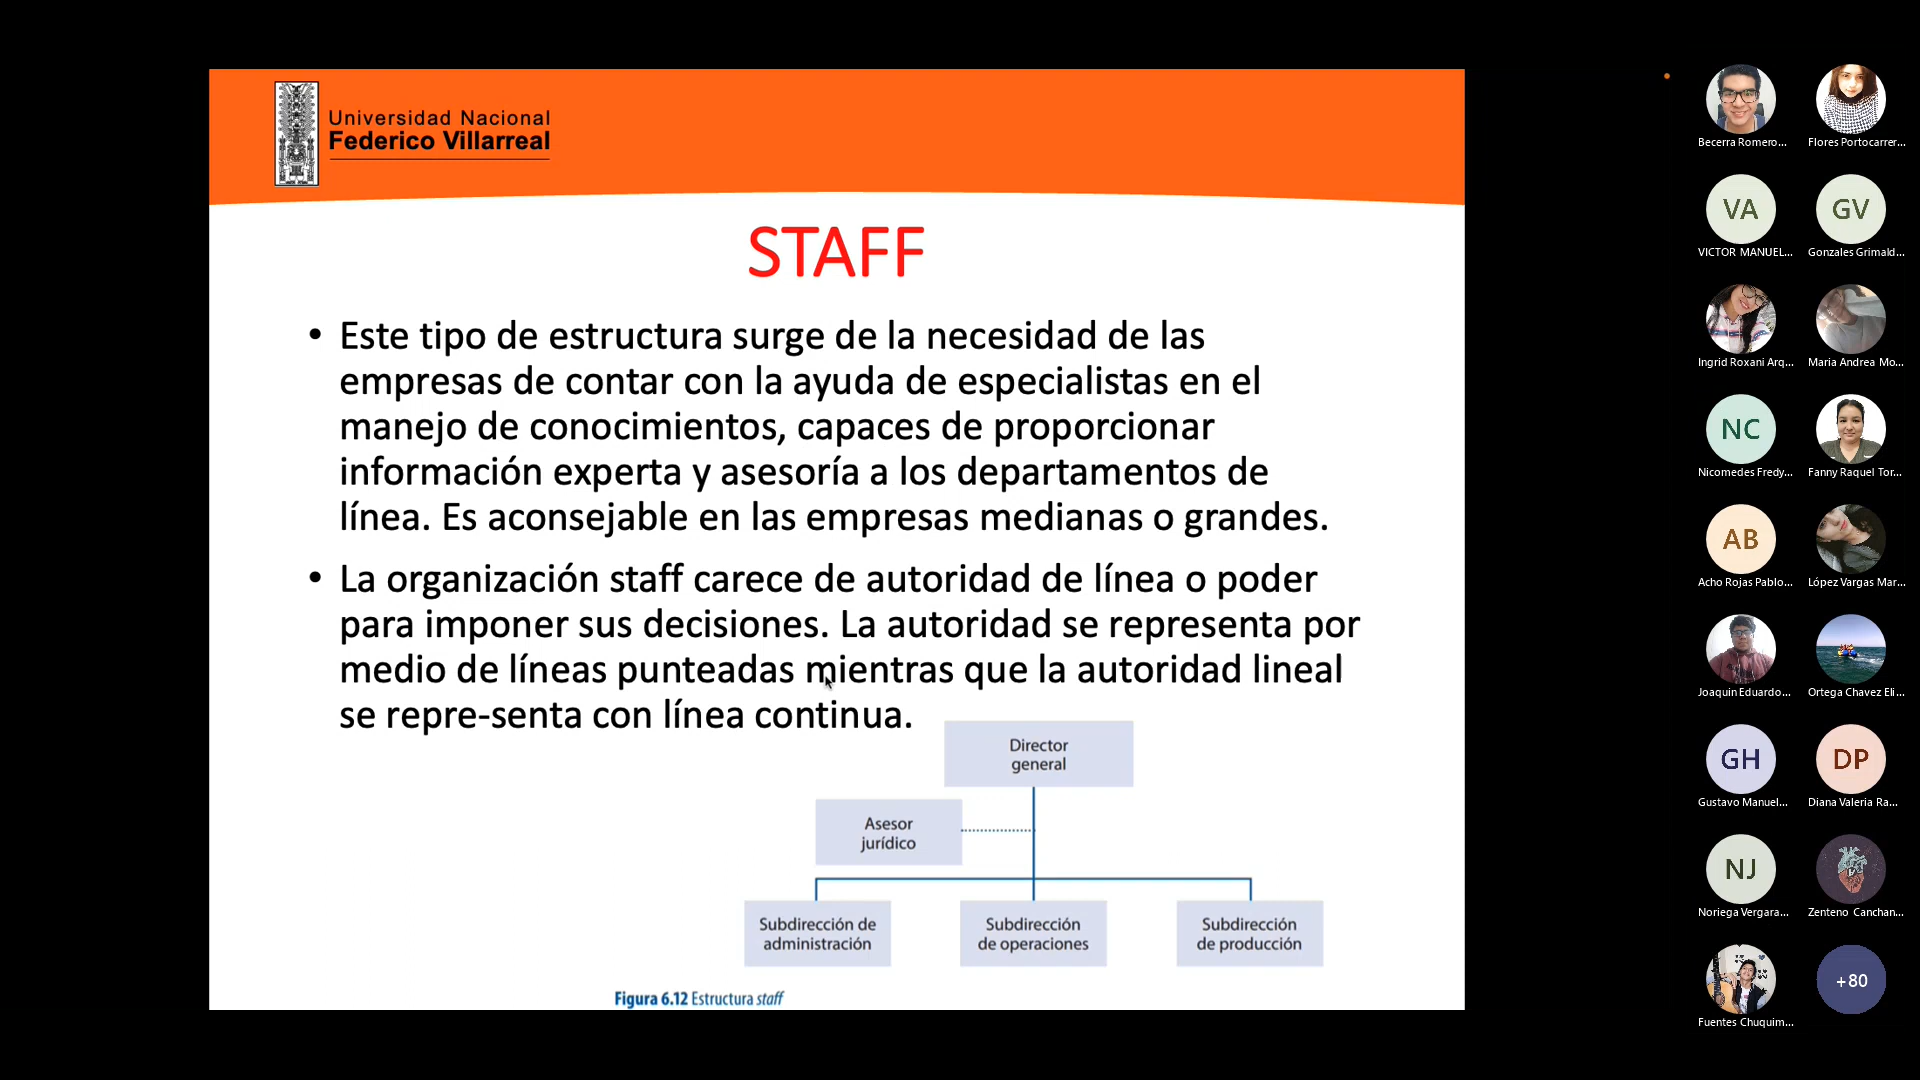 Universidad Nacional
Federico Villarreal
STAFF
• Este tipo de estructura surge de la necesidad de las
empresas de contar con la ayuda de especialistas en el
manejo de conocimientos, capaces de proporcionar
información experta y asesoría a los departamentos de
línea. Es aconsejable en las empresas medianas o grandes.
• La organización staff carece de autoridad de línea o poder
para imponer sus decisiones. La autoridad se representa por
medio de líneas punteadas mientras que la autoridad lineal
se repre-senta con línea continua.
Director
general
Asesor
jurídico
Subdirección de
administración
Subdirección
de operaciones
Subdirección
de producción
Figura 6.12 Estructura staff
Becerra Romero...
Flores Portocarrer...
VA
VICTOR MANUEL...
GV
Gonzales Grimald...
Ingrid Roxani Arq...
Maria Andrea Mo...
NC
Nicomedes Fredy...
Fanny Raquel Tor...
AB
Acho Rojas Pablo...
López Vargas Mar...
Joaquin Eduardo...
Ortega Chavez Eli...
GH
Gustavo Manuel...
DP
Diana Valeria Ra...
NJ
Noriega Vergara...
Zenteno Canchan...
Fuentes Chuquim...
+80